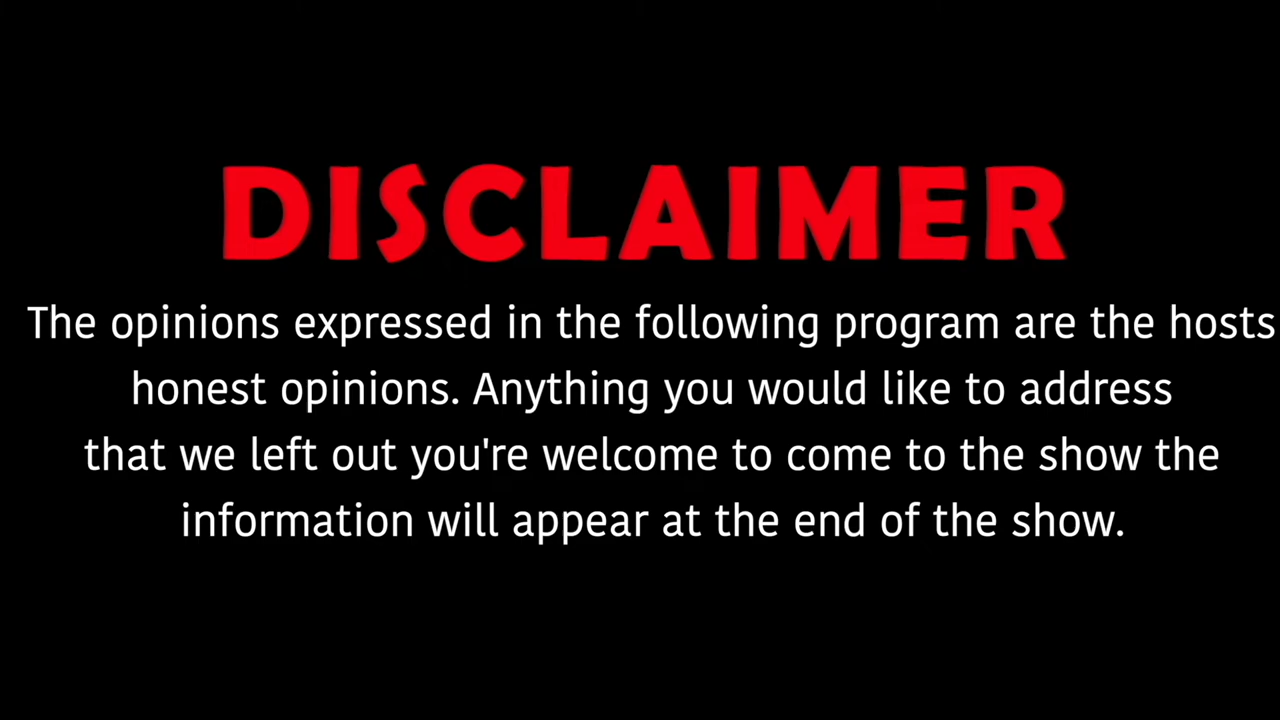 DISCLAIMER
The opinions expressed in the following program are the hosts
honest opinions. Anything you would like to address
that we left out you're welcome to come to the show the
information will appear at the end of the show.